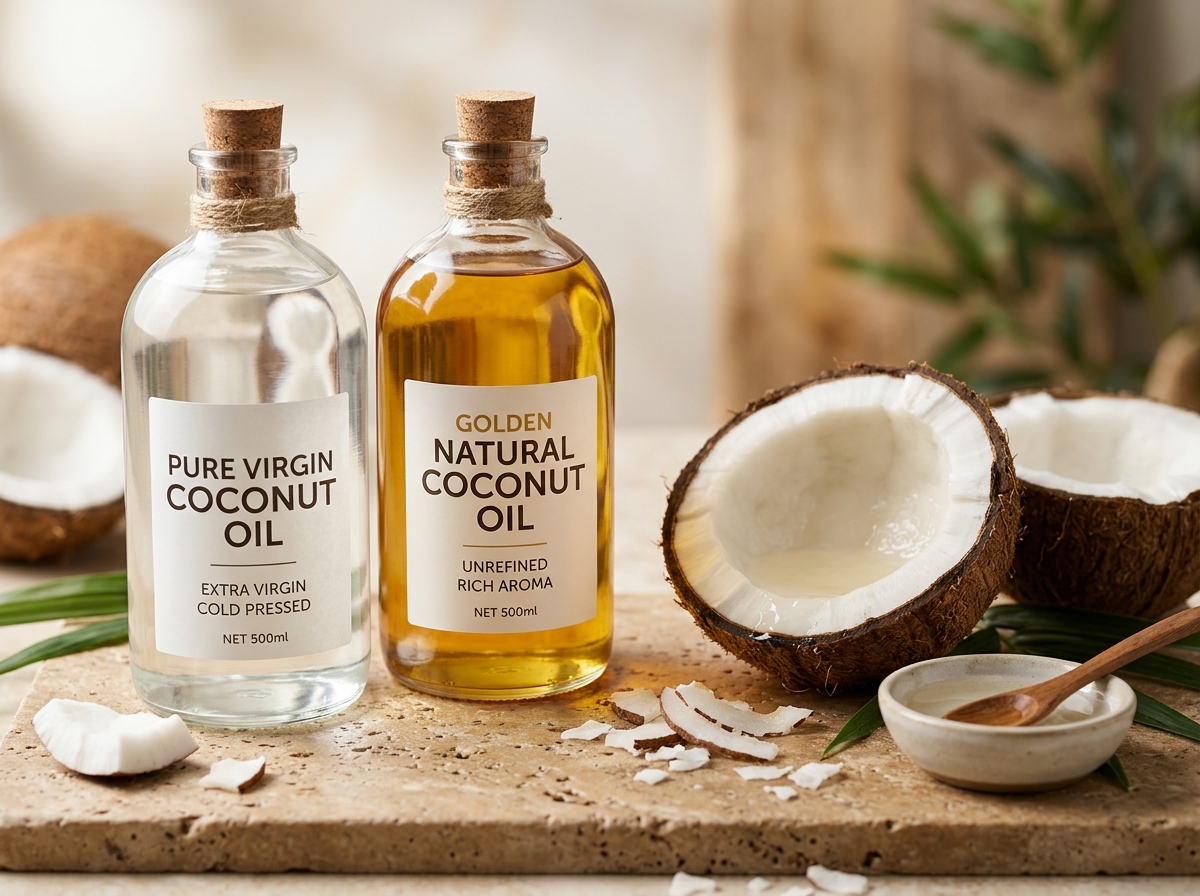 PURE VIRGIN
COCONUT
OIL
EXTRA VIRGIN
COLD PRESSED
NET 500ml
GOLDEN
NATURAL
COCONUT
OIL
UNREFINED
RICH AROMA
NET 500ml